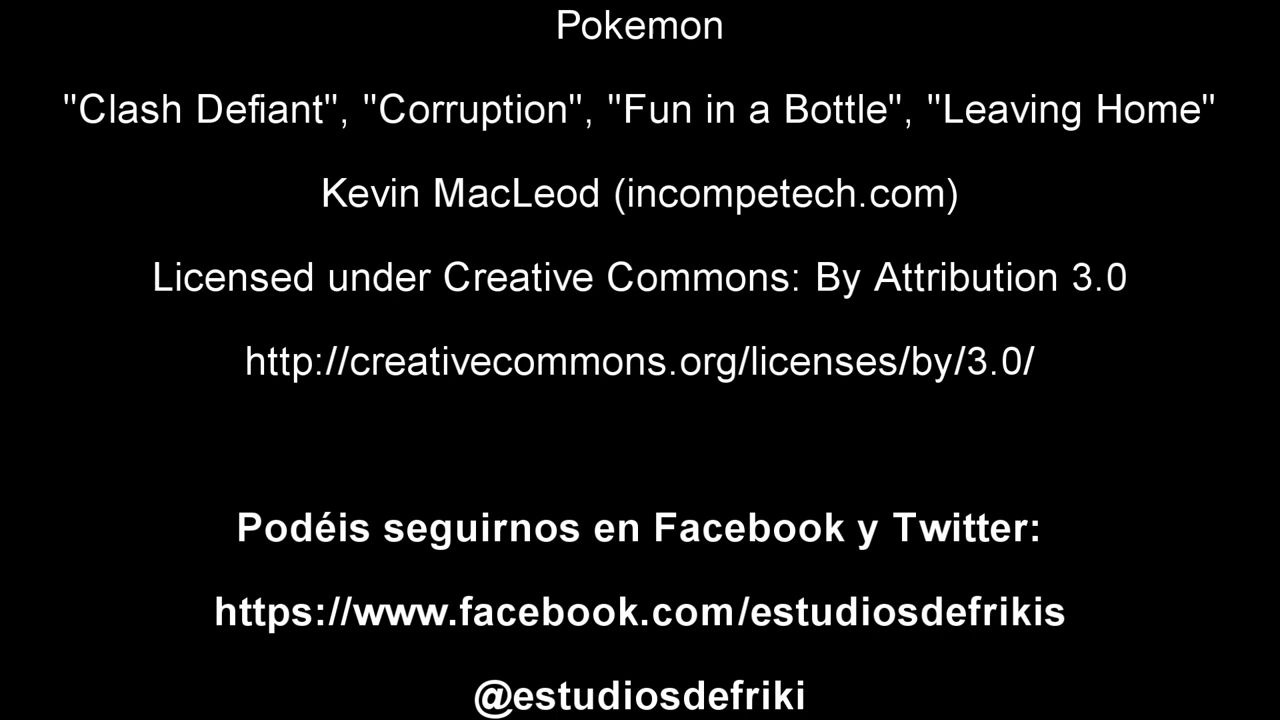 Pokemon
"Clash Defiant", "Corruption", "Fun in a Bottle", "Leaving Home"
Kevin MacLeod (incompetech.com)
Licensed under Creative Commons: By Attribution 3.0
http://creativecommons.org/licenses/by/3.0/
Podéis seguirnos en Facebook y Twitter:
https://www.facebook.com/estudiosdefrikis
@estudiosdefriki